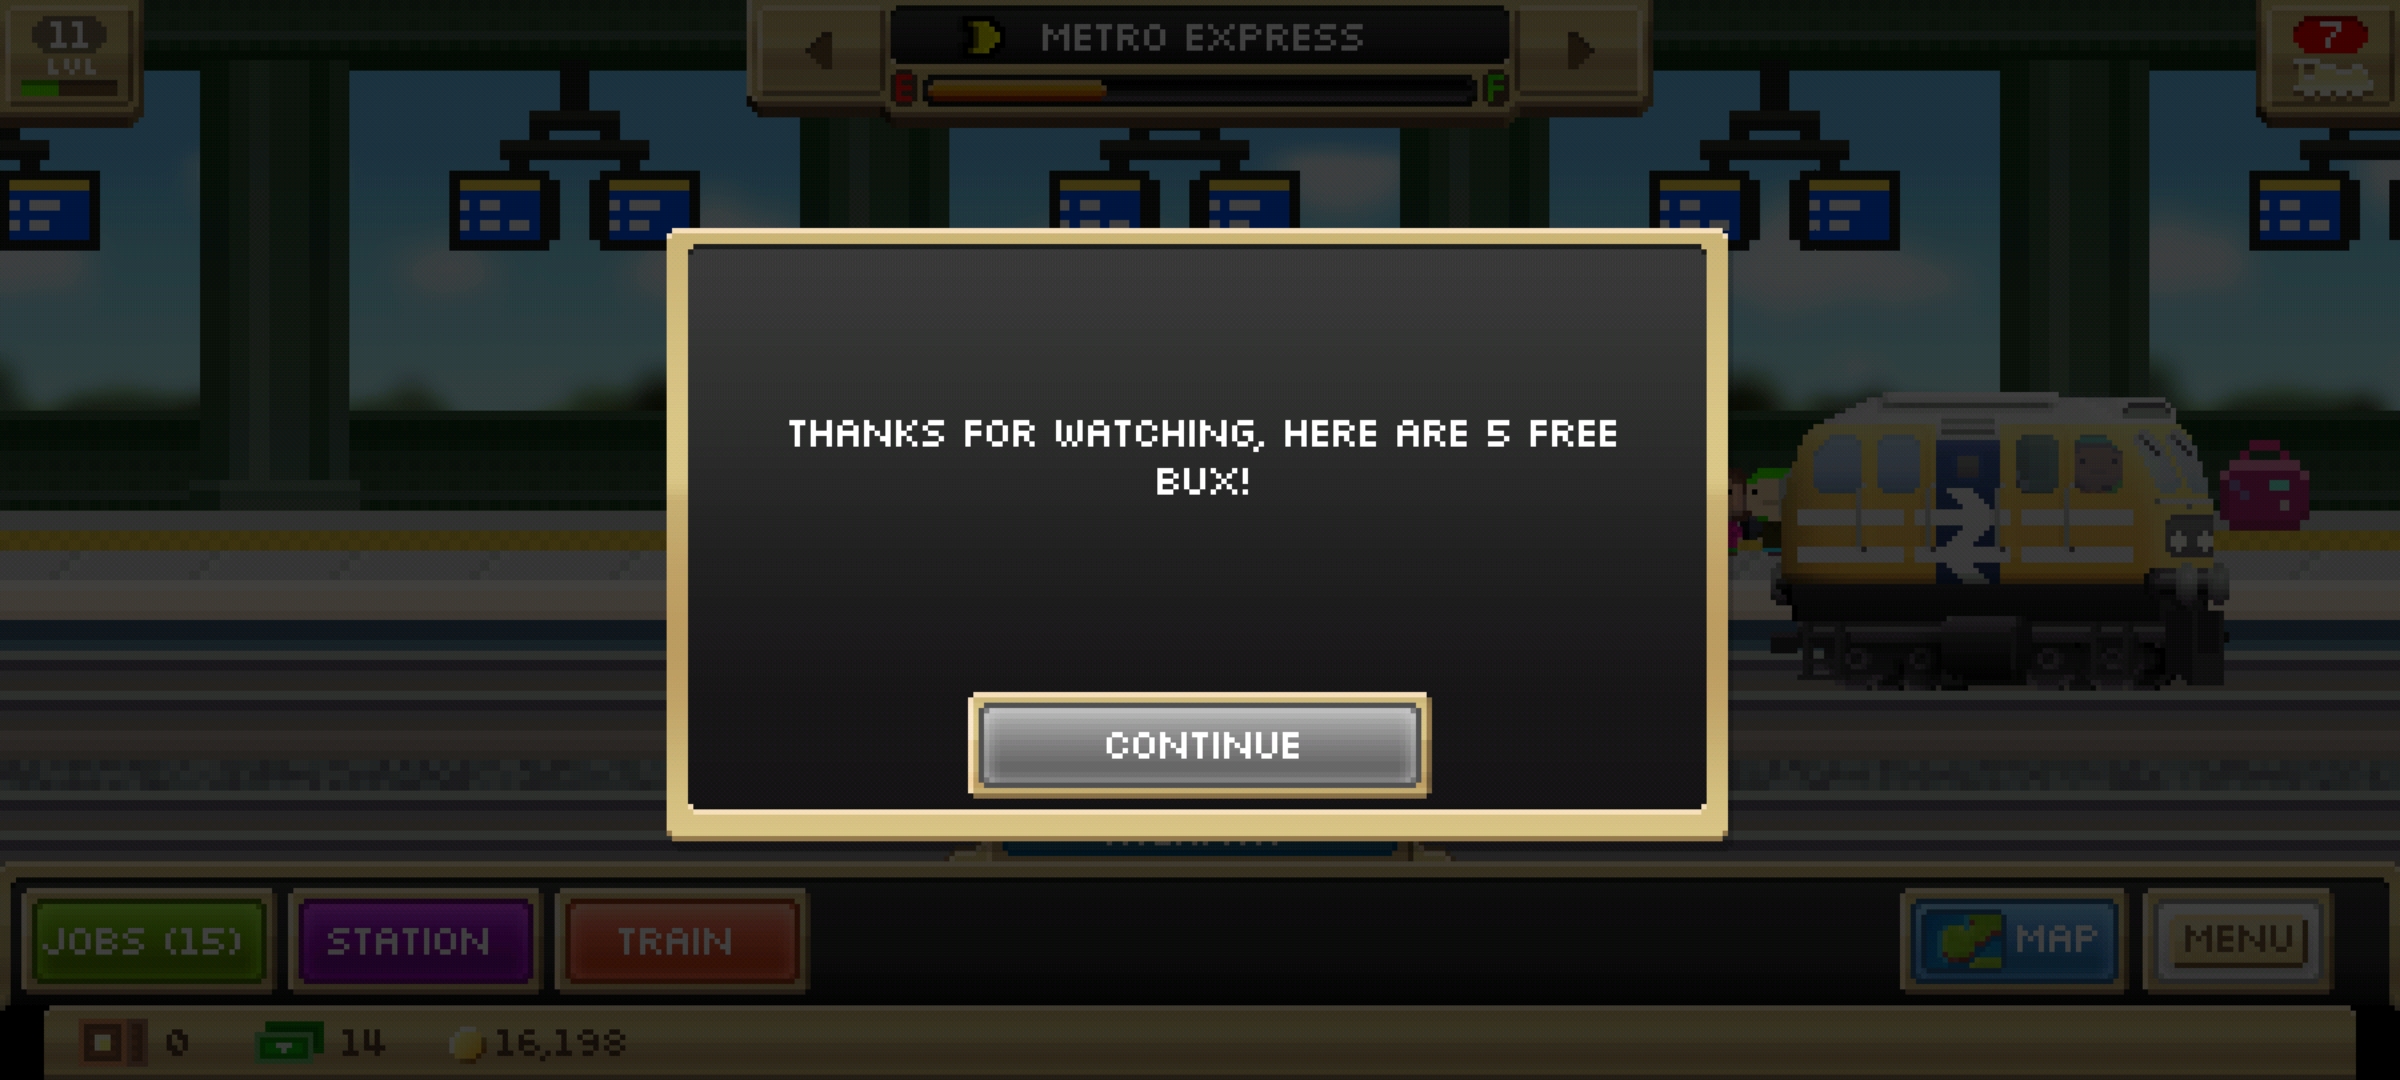 11
LVL
METRO EXPRESS
E
F
7
THANKS FOR WATCHING, HERE ARE 5 FREE
BUX!
CONTINUE
JOBS (15)
STATION
TRAIN
MAP
MENU
0
14
16,198